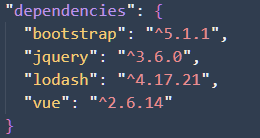 "dependencies": {
"bootstrap": "^5.1.1",
"jquery": "^3.6.0",
"lodash": "^4.17.21",
"vue": "^2.6.14"
}